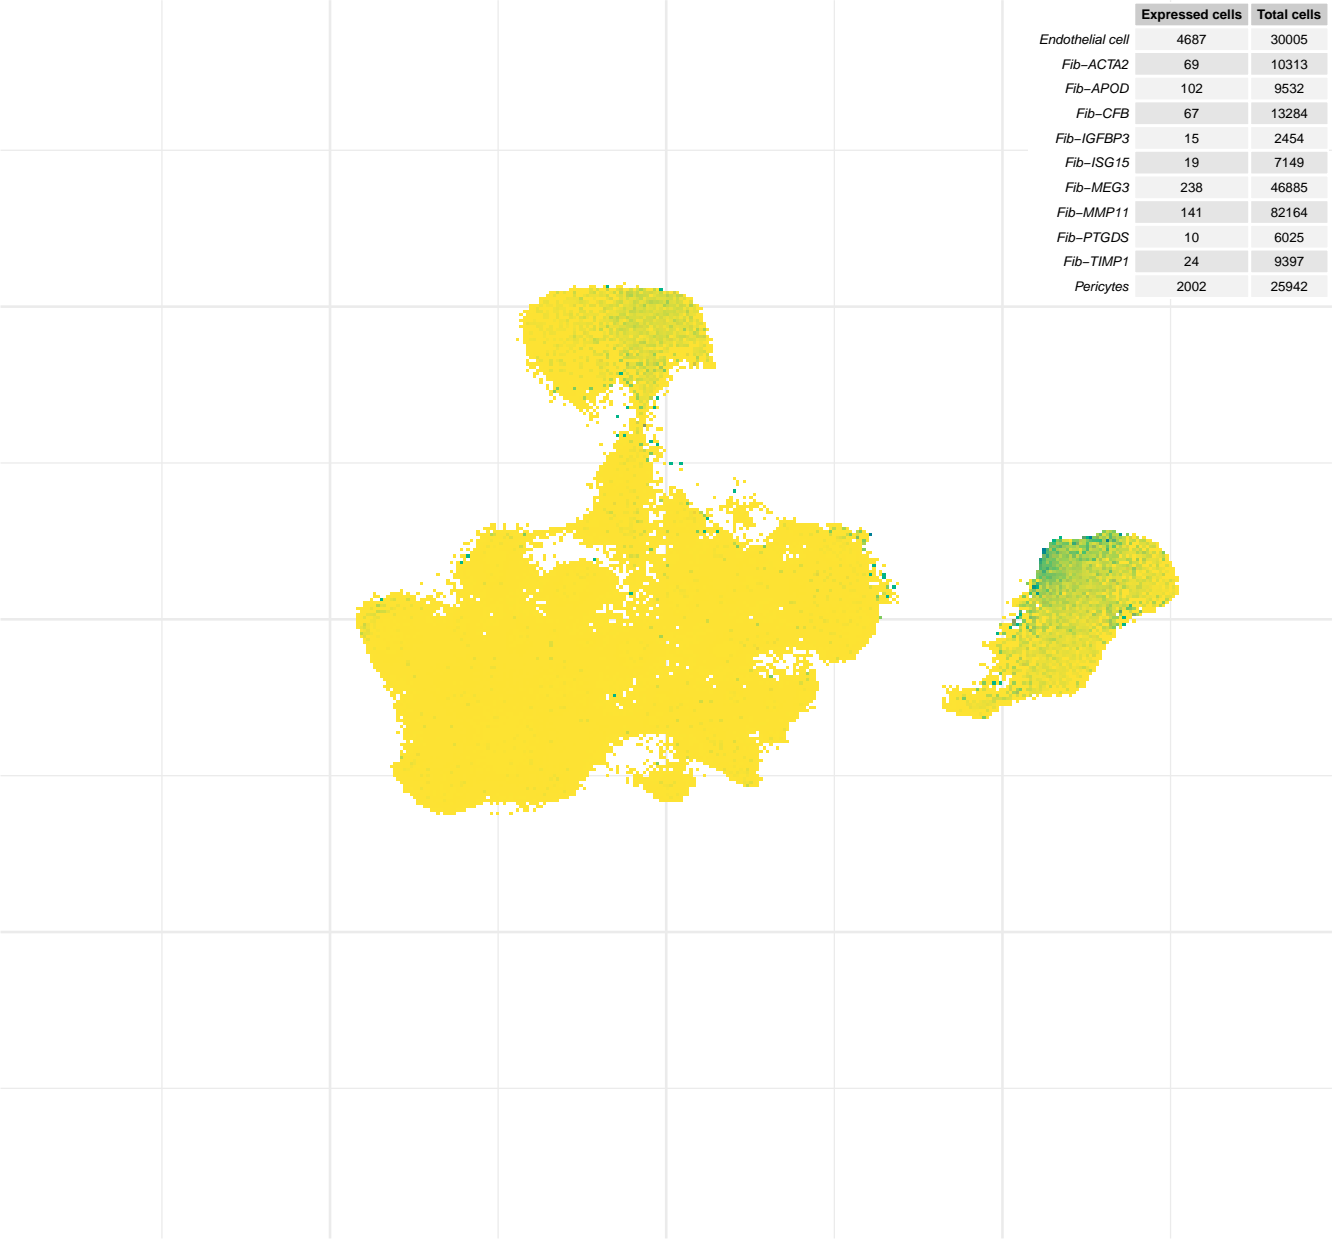 Expressed cells Total cells
Endothelial cell 4687 30005
Fib−ACTA2 69 10313
Fib−APOD 102 9532
Fib−CFB 67 13284
Fib−IGFBP3 15 2454
Fib−ISG15 19 7149
Fib−MEG3 238 46885
Fib−MMP11 141 82164
Fib−PTGDS 10 6025
Fib−TIMP1 24 9397
Pericytes 2002 25942